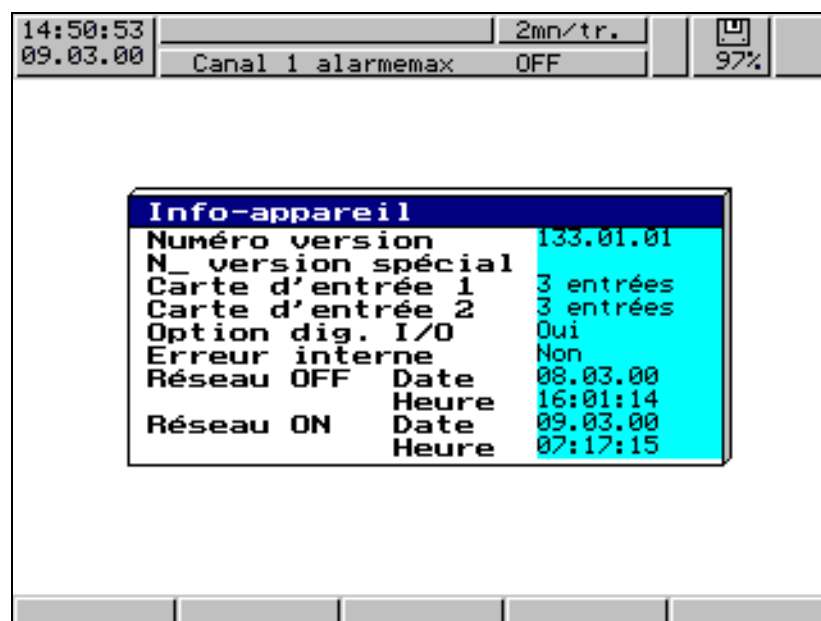 14:50:53 2mn/tr.
09.03.00 Canal 1 alarmemax OFF 97%
Info-appareil
Numéro version 133.01.01
N_ version spécial
Carte d'entrée 1 3 entrées
Carte d'entrée 2 3 entrées
Option dig. I/O Oui
Erreur interne Non
Réseau OFF Date 08.03.00
Heure 16:01:14
Réseau ON Date 09.03.00
Heure 07:17:15